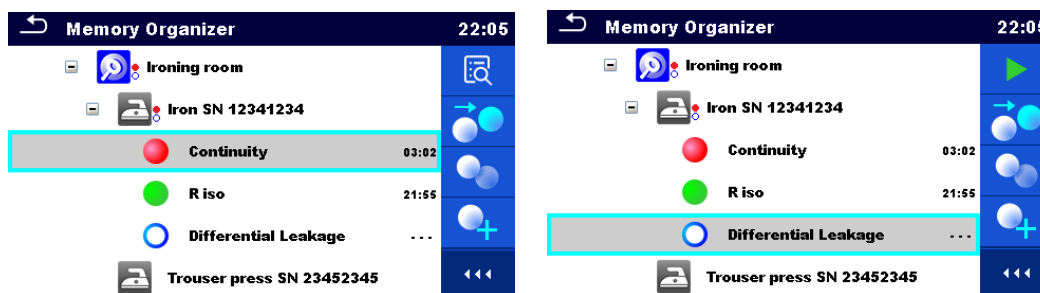 Memory Organizer 22:05
Ironing room
Iron SN 12341234
Continuity 03:02
R iso 21:55
Differential Leakage - - -
Trouser press SN 23452345
Memory Organizer 22:05
Ironing room
Iron SN 12341234
Continuity 03:02
R iso 21:55
Differential Leakage - - -
Trouser press SN 23452345